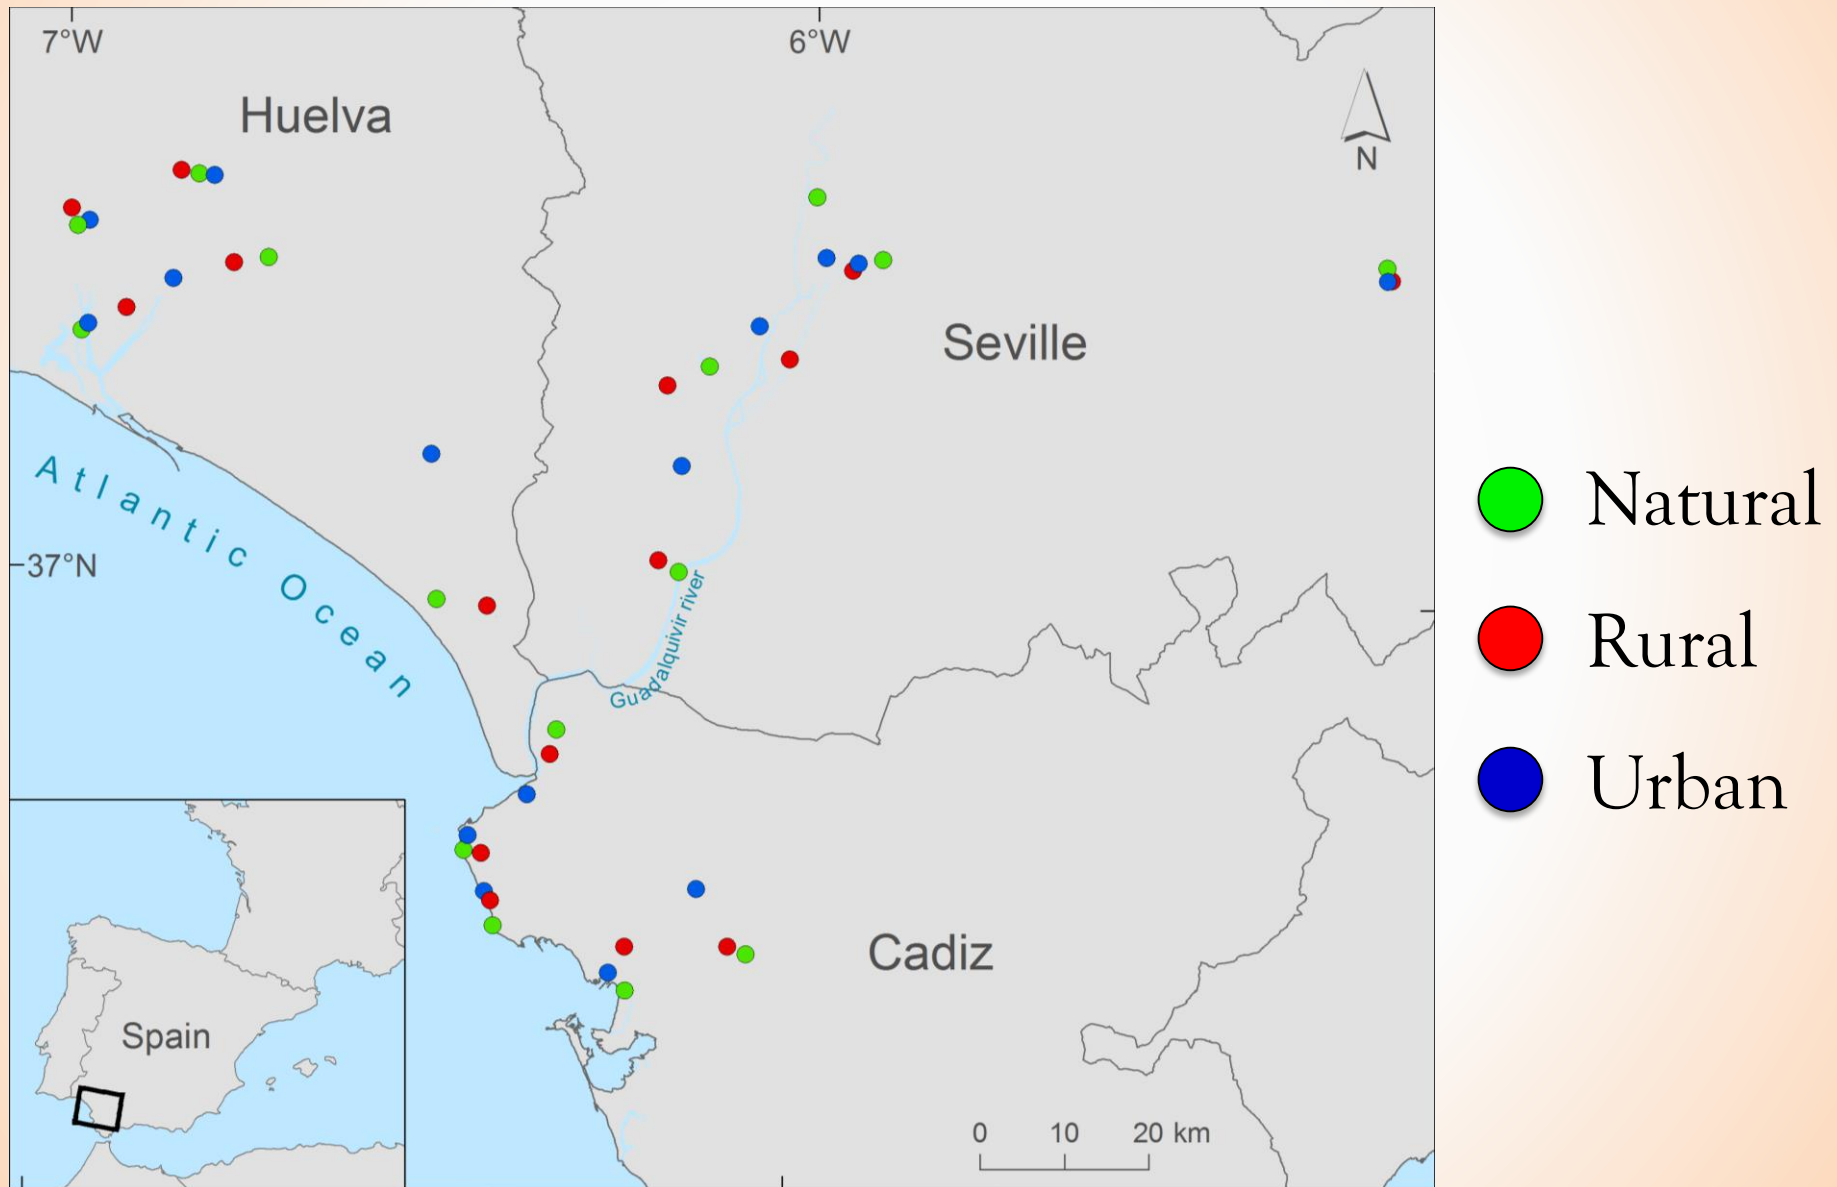 7°W
6°W
Huelva
N
Seville
Atlantic Ocean
37°N
Guadalquivir river
Natural
Rural
Urban
Cadiz
Spain
0 10 20 km